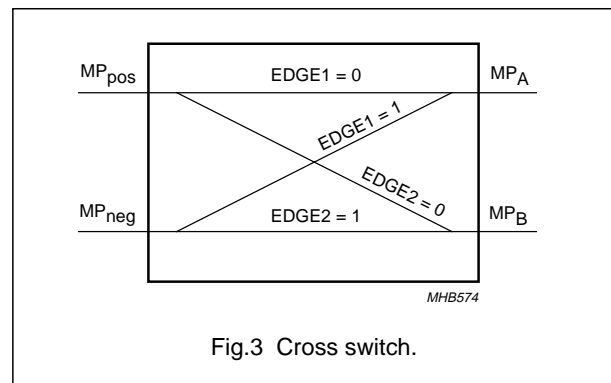 MPpos
EDGE1 = 0
MPA
EDGE1 = 1
EDGE2 = 0
MPneg
EDGE2 = 1
MPB
MHB574
Fig.3 Cross switch.